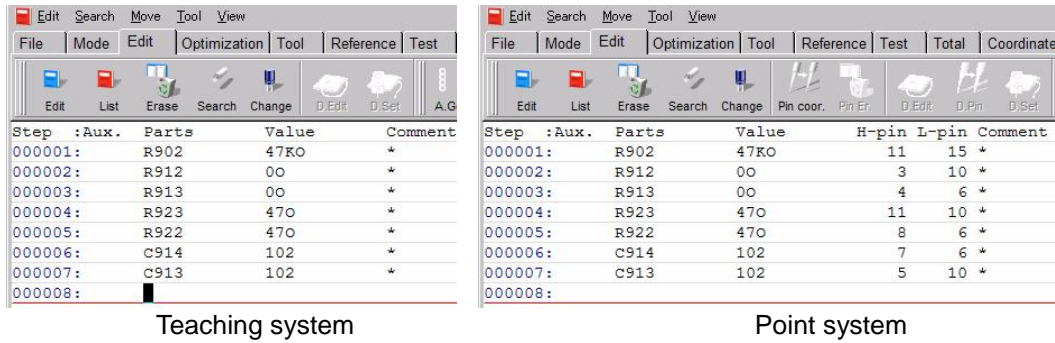 Edit Search Move Tool View
File Mode Edit Optimization Tool Reference Test
Edit List Erase Search Change D.Edit D.Set A.G
Step :Aux. Parts Value Comment
000001: R902 47KO *
000002: R912 0O *
000003: R913 0O *
000004: R923 47O *
000005: R922 47O *
000006: C914 102 *
000007: C913 102 *
000008:
Teaching system
Edit Search Move Tool View
File Mode Edit Optimization Tool Reference Test Total Coordinate
Edit List Erase Search Change Pin coor. Pin Er. D.Edit D.Pin D.Set
Step :Aux. Parts Value H-pin L-pin Comment
000001: R902 47KO 11 15 *
000002: R912 0O 3 10 *
000003: R913 0O 4 6 *
000004: R923 47O 11 10 *
000005: R922 47O 8 6 *
000006: C914 102 7 6 *
000007: C913 102 5 10 *
000008:
Point system